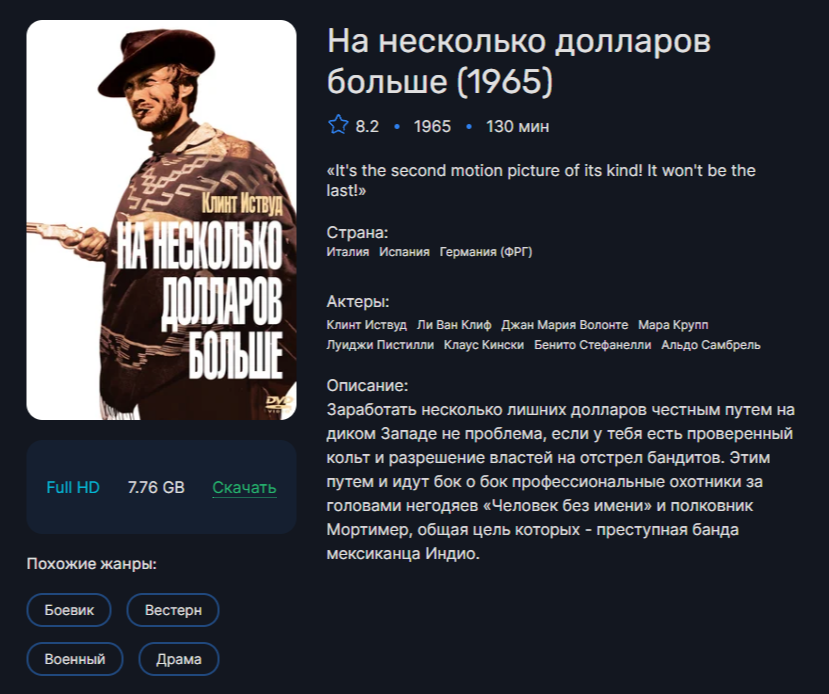 На несколько долларов
больше (1965)
8.2 • 1965 • 130 мин
«It's the second motion picture of its kind! It won't be the
last!»
Страна:
Италия Испания Германия (ФРГ)
Актеры:
Клинт Иствуд Ли Ван Клиф Джан Мария Волонте Мара Крупп
Луиджи Пистилли Клаус Кински Бенито Стефанелли Альдо Самбрель
Описание:
Заработать несколько лишних долларов честным путем на
диком Западе не проблема, если у тебя есть проверенный
кольт и разрешение властей на отстрел бандитов. Этим
путем и идут бок о бок профессиональные охотники за
головами негодяев «Человек без имени» и полковник
Мортимер, общая цель которых - преступная банда
мексиканца Индио.
Клинт Иствуд
НА НЕСКОЛЬКО
ДОЛЛАРОВ
БОЛЬШЕ
DVD
Full HD 7.76 GB Скачать
Похожие жанры:
Боевик Вестерн
Военный Драма